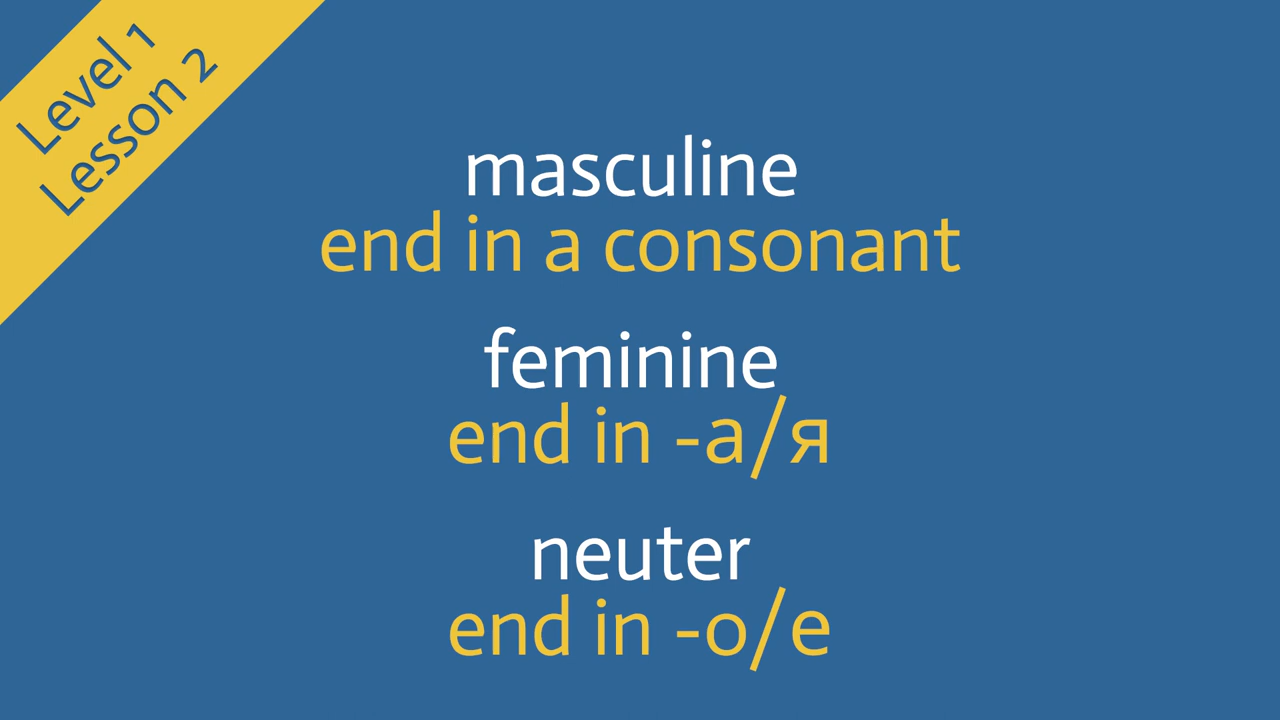 Level 1
Lesson 2
masculine
end in a consonant
feminine
end in -а/я
neuter
end in -о/е